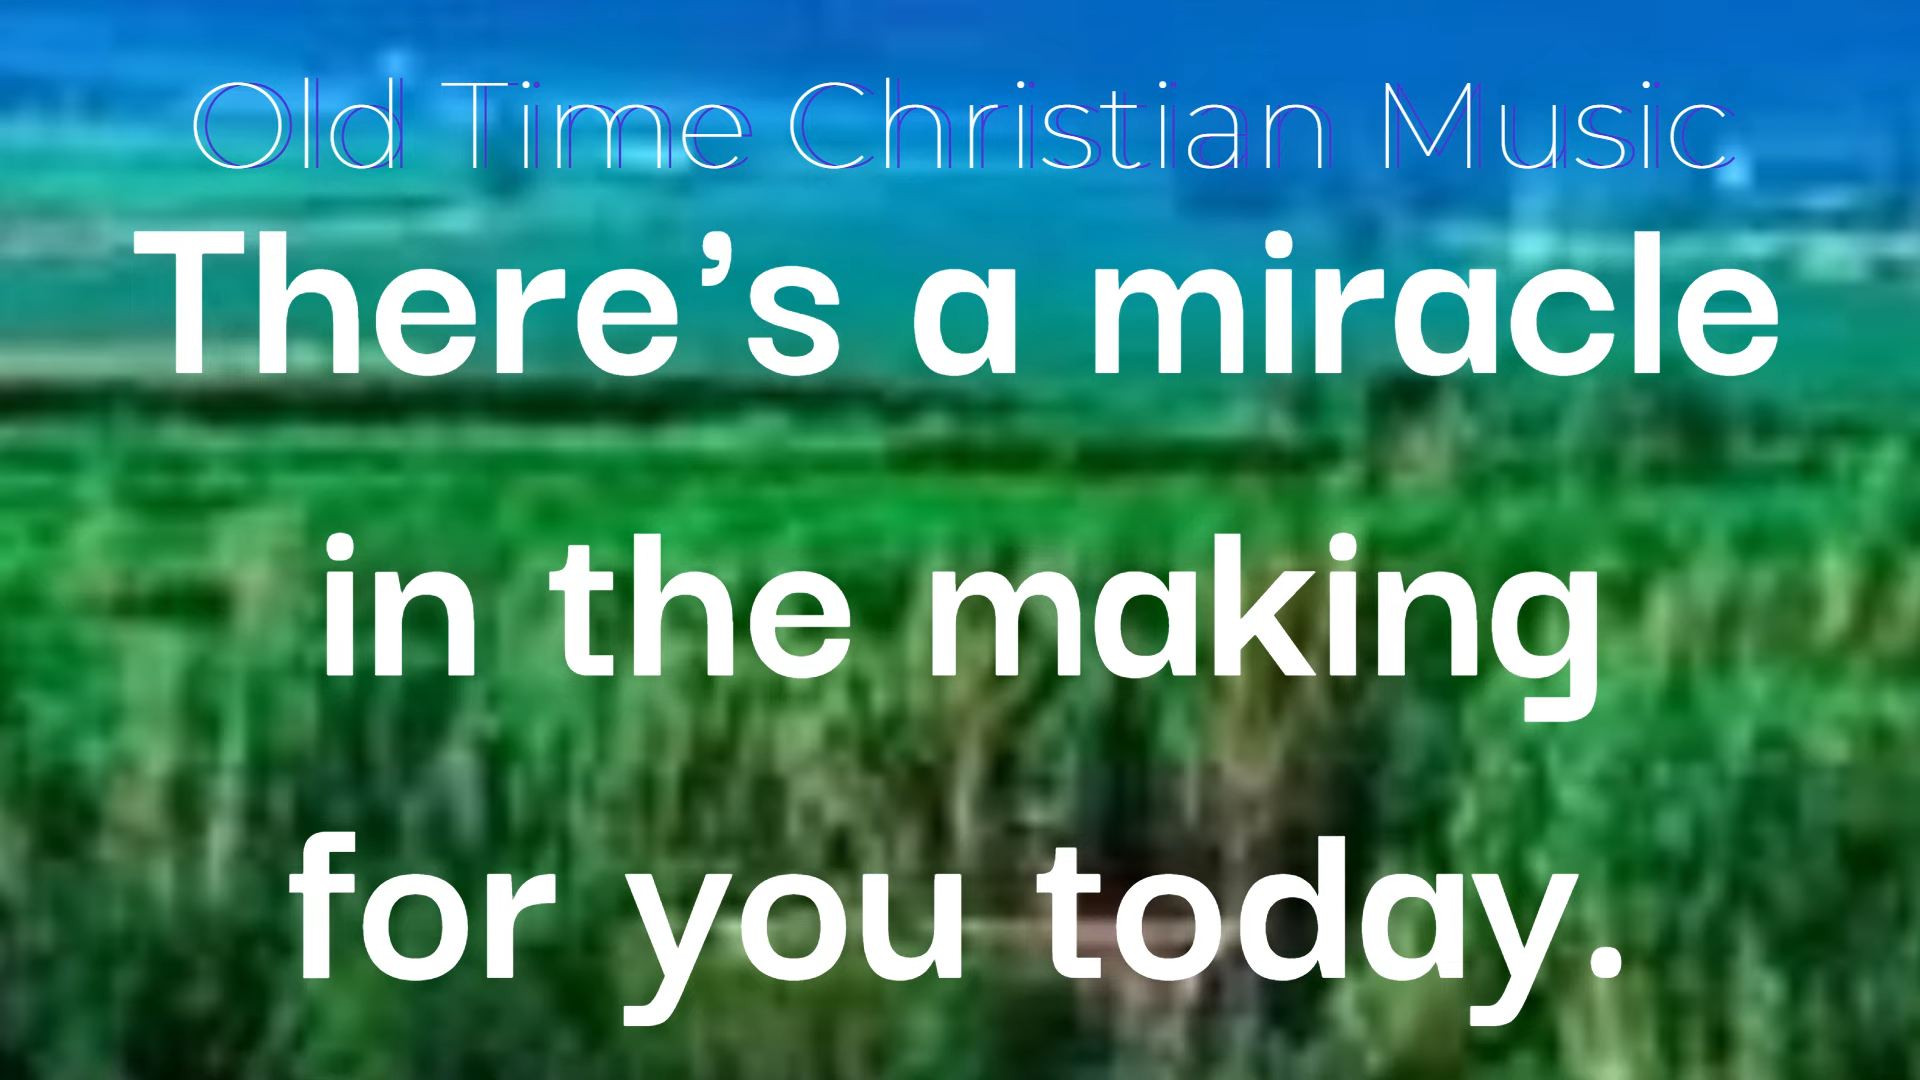 Old Time Christian Music
There’s a miracle
in the making
for you today.